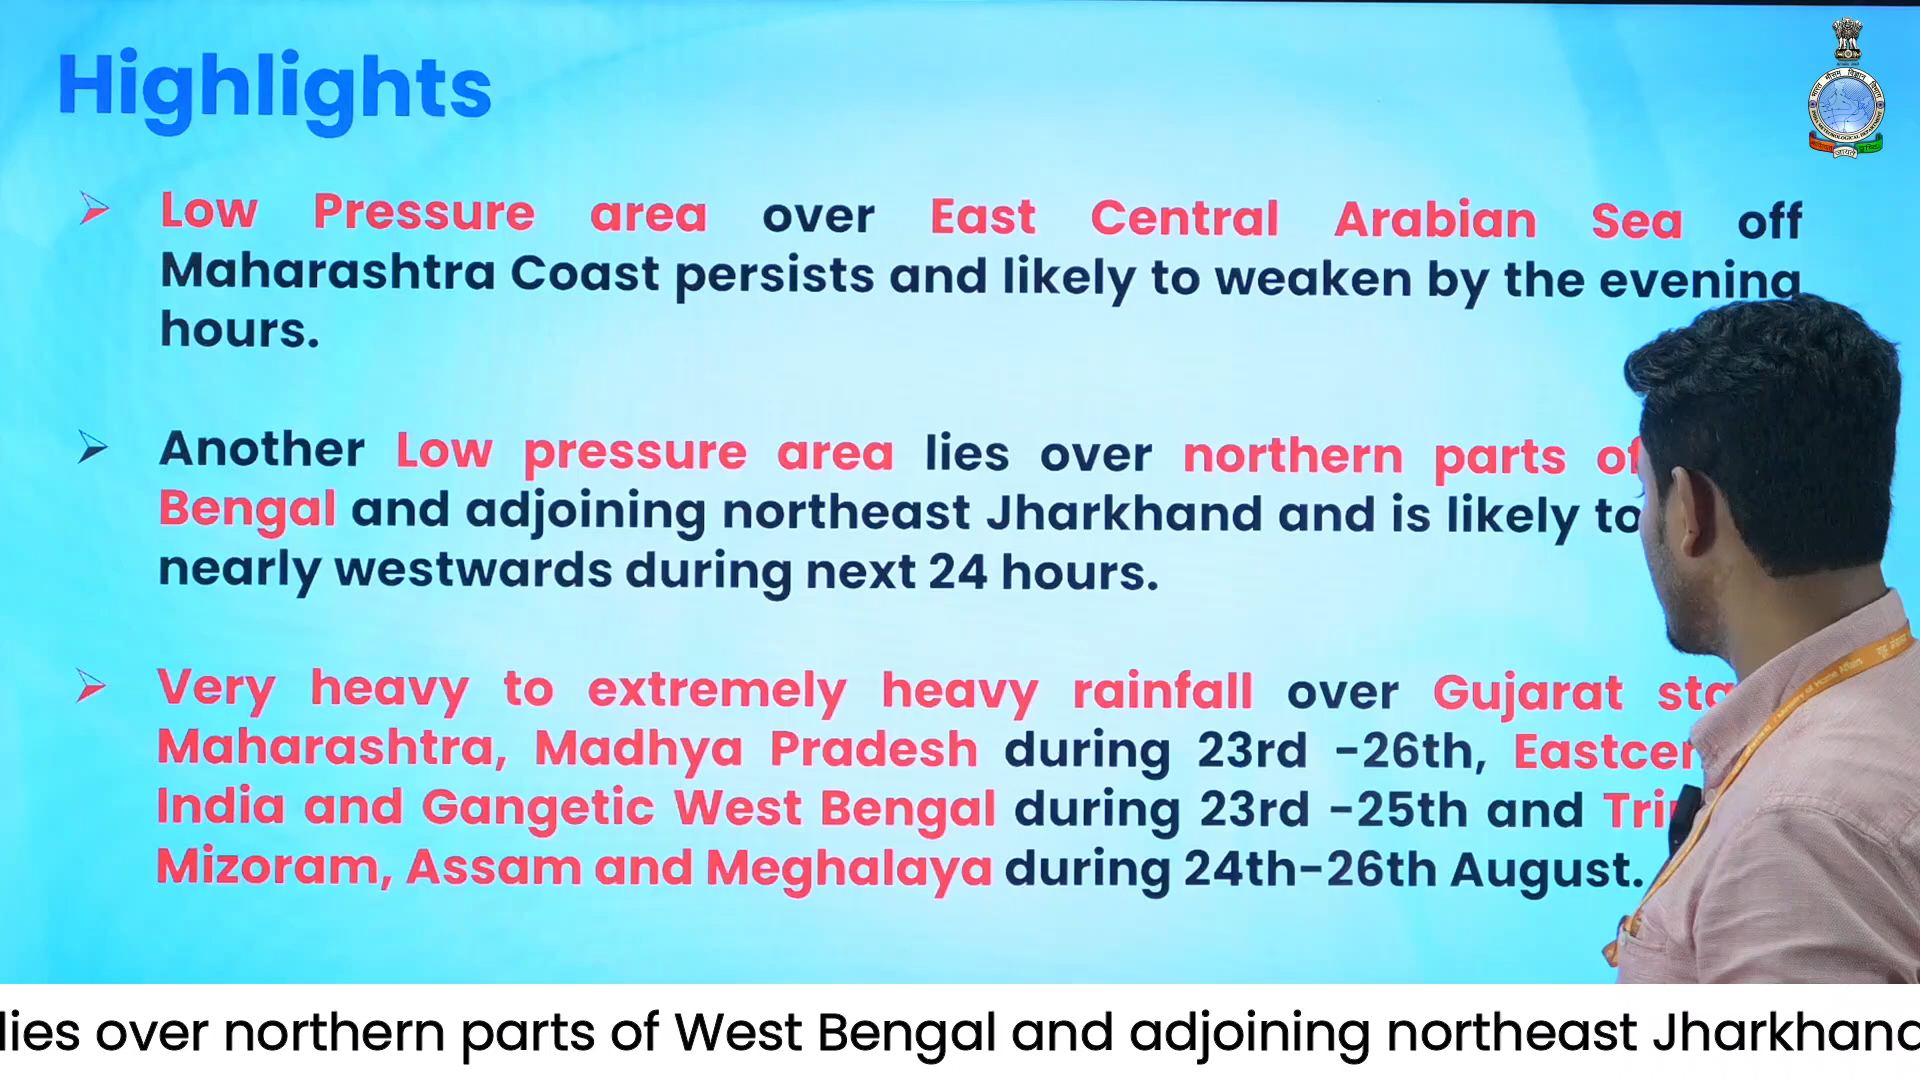 Highlights
Low Pressure area over East Central Arabian Sea off
Maharashtra Coast persists and likely to weaken by the evening
hours.
Another Low pressure area lies over northern parts of
Bengal and adjoining northeast Jharkhand and is likely to
nearly westwards during next 24 hours.
Very heavy to extremely heavy rainfall over Gujarat
Maharashtra, Madhya Pradesh during 23rd -26th,
India and Gangetic West Bengal during 23rd -25th and
Mizoram, Assam and Meghalaya during 24th-26th August.
lies over northern parts of West Bengal and adjoining northeast Jharkhand